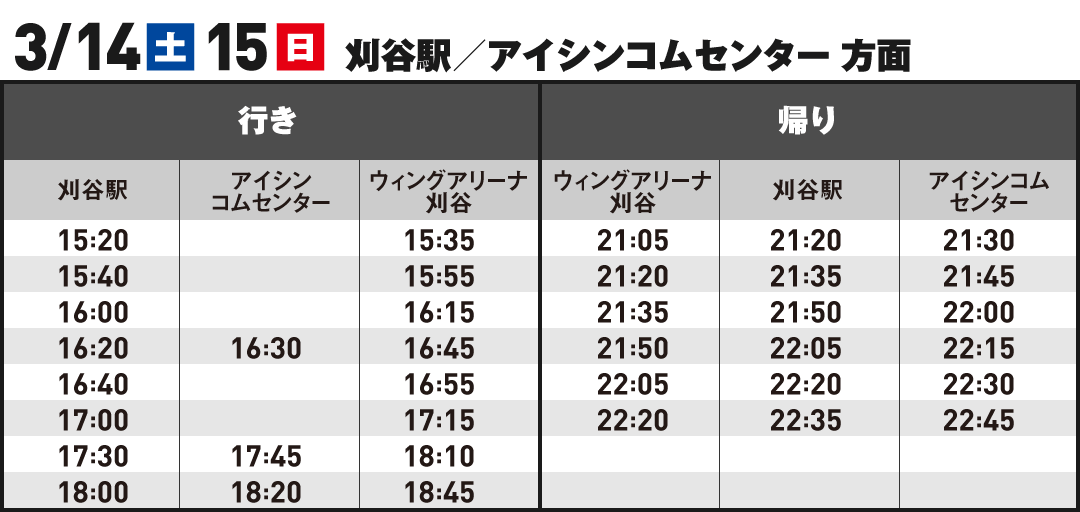 3/14土 15日 刈谷駅／アイシンコムセンター 方面
行き 帰り
刈谷駅 アイシンコムセンター ウィングアリーナ刈谷 ウィングアリーナ刈谷 刈谷駅 アイシンコムセンター
15:20 15:35 21:05 21:20 21:30
15:40 15:55 21:20 21:35 21:45
16:00 16:15 21:35 21:50 22:00
16:20 16:30 16:45 21:50 22:05 22:15
16:40 16:55 22:05 22:20 22:30
17:00 17:15 22:20 22:35 22:45
17:30 17:45 18:10
18:00 18:20 18:45